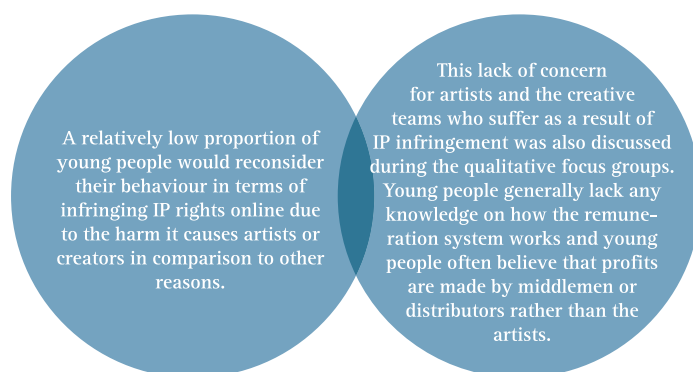 A relatively low proportion of
young people would reconsider
their behaviour in terms of
infringing IP rights online due
to the harm it causes artists or
creators in comparison to other
reasons.
This lack of concern
for artists and the creative
teams who suffer as a result of
IP infringement was also discussed
during the qualitative focus groups.
Young people generally lack any
knowledge on how the remune-
ration system works and young
people often believe that profits
are made by middlemen or
distributors rather than the
artists.